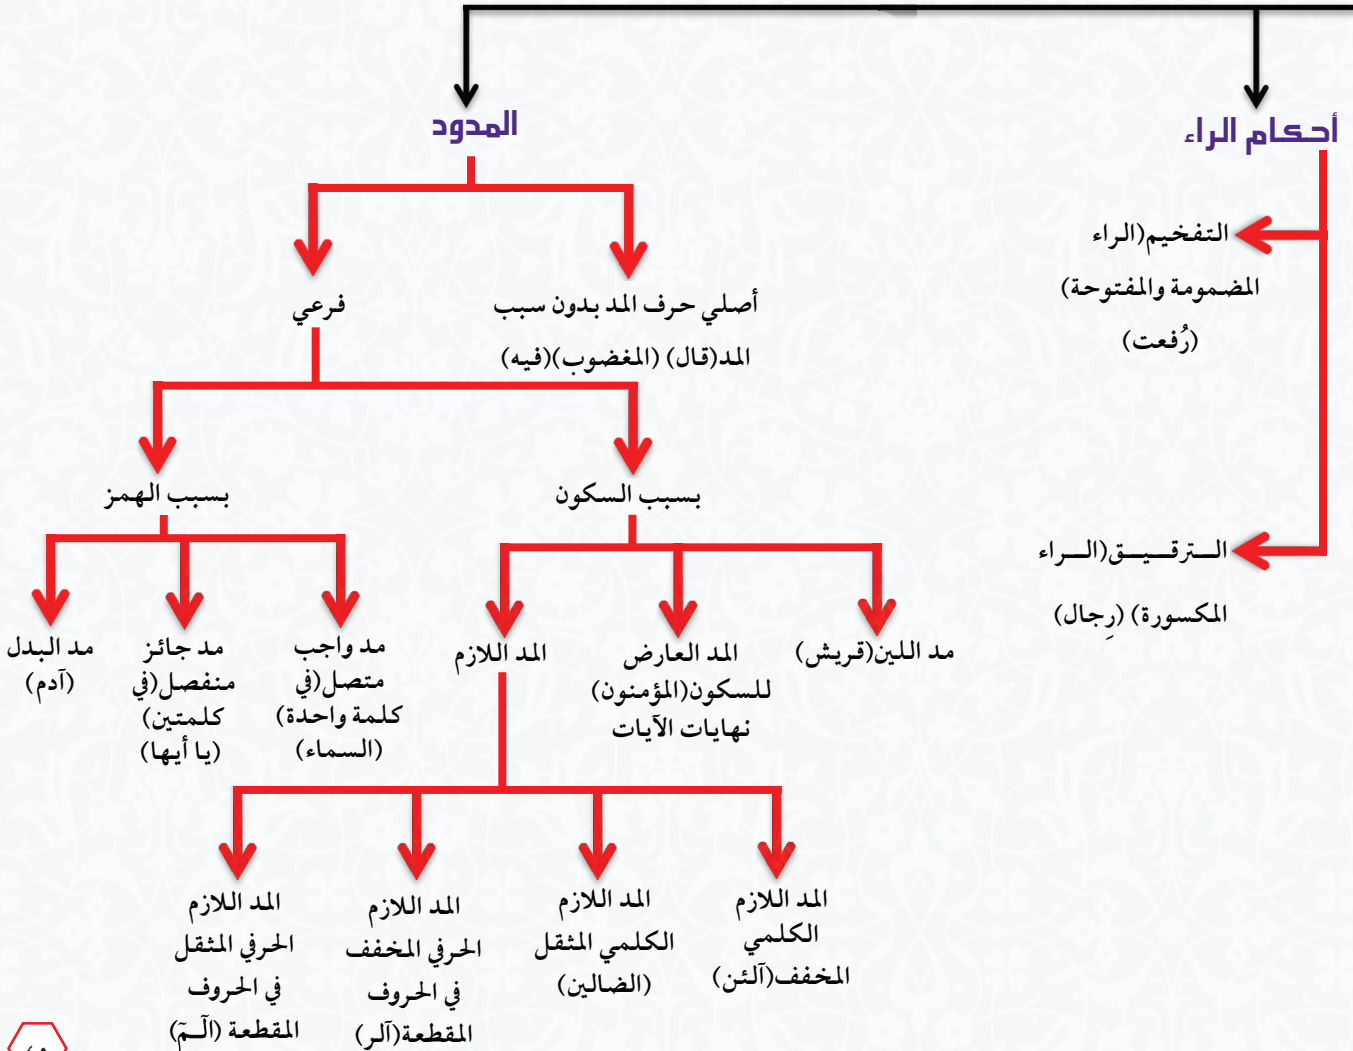 أحكام الراء
التفخيم(الراء
المضمومة والمفتوحة)
(رُفعت)
الـــترقـــيـــق(الـــراء
المكسورة) (رِجال)
المدود
أصلي حرف المد بدون سبب
المد(قال) (المغضوب)(فيه)
فرعي
بسبب السكون
بسبب الهمز
مد اللين(قريش)
المد العارض
للسكون(المؤمنون)
نهايات الآيات
المد اللازم
مد واجب
متصل(في
كلمة واحدة)
(السماء)
مد جائز
منفصل(في
كلمتين)
(يا أيها)
مد البدل
(آدم)
المد اللازم
الكلمي
المخفف(آلئن)
المد اللازم
الكلمي المثقل
(الضالين)
المد اللازم
الحرفي المخفف
في الحروف
المقطعة(آلر)
المد اللازم
الحرفي المثقل
في الحروف
المقطعة (الٓـمٓ)